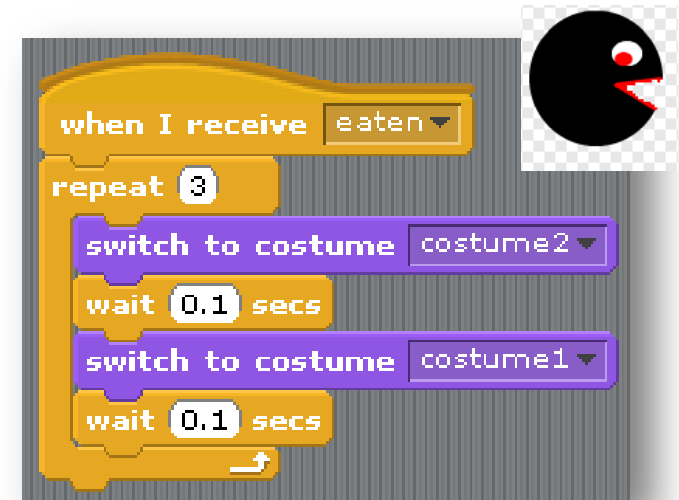 when I receive eaten
repeat 3
switch to costume costume2
wait 0.1 secs
switch to costume costume1
wait 0.1 secs